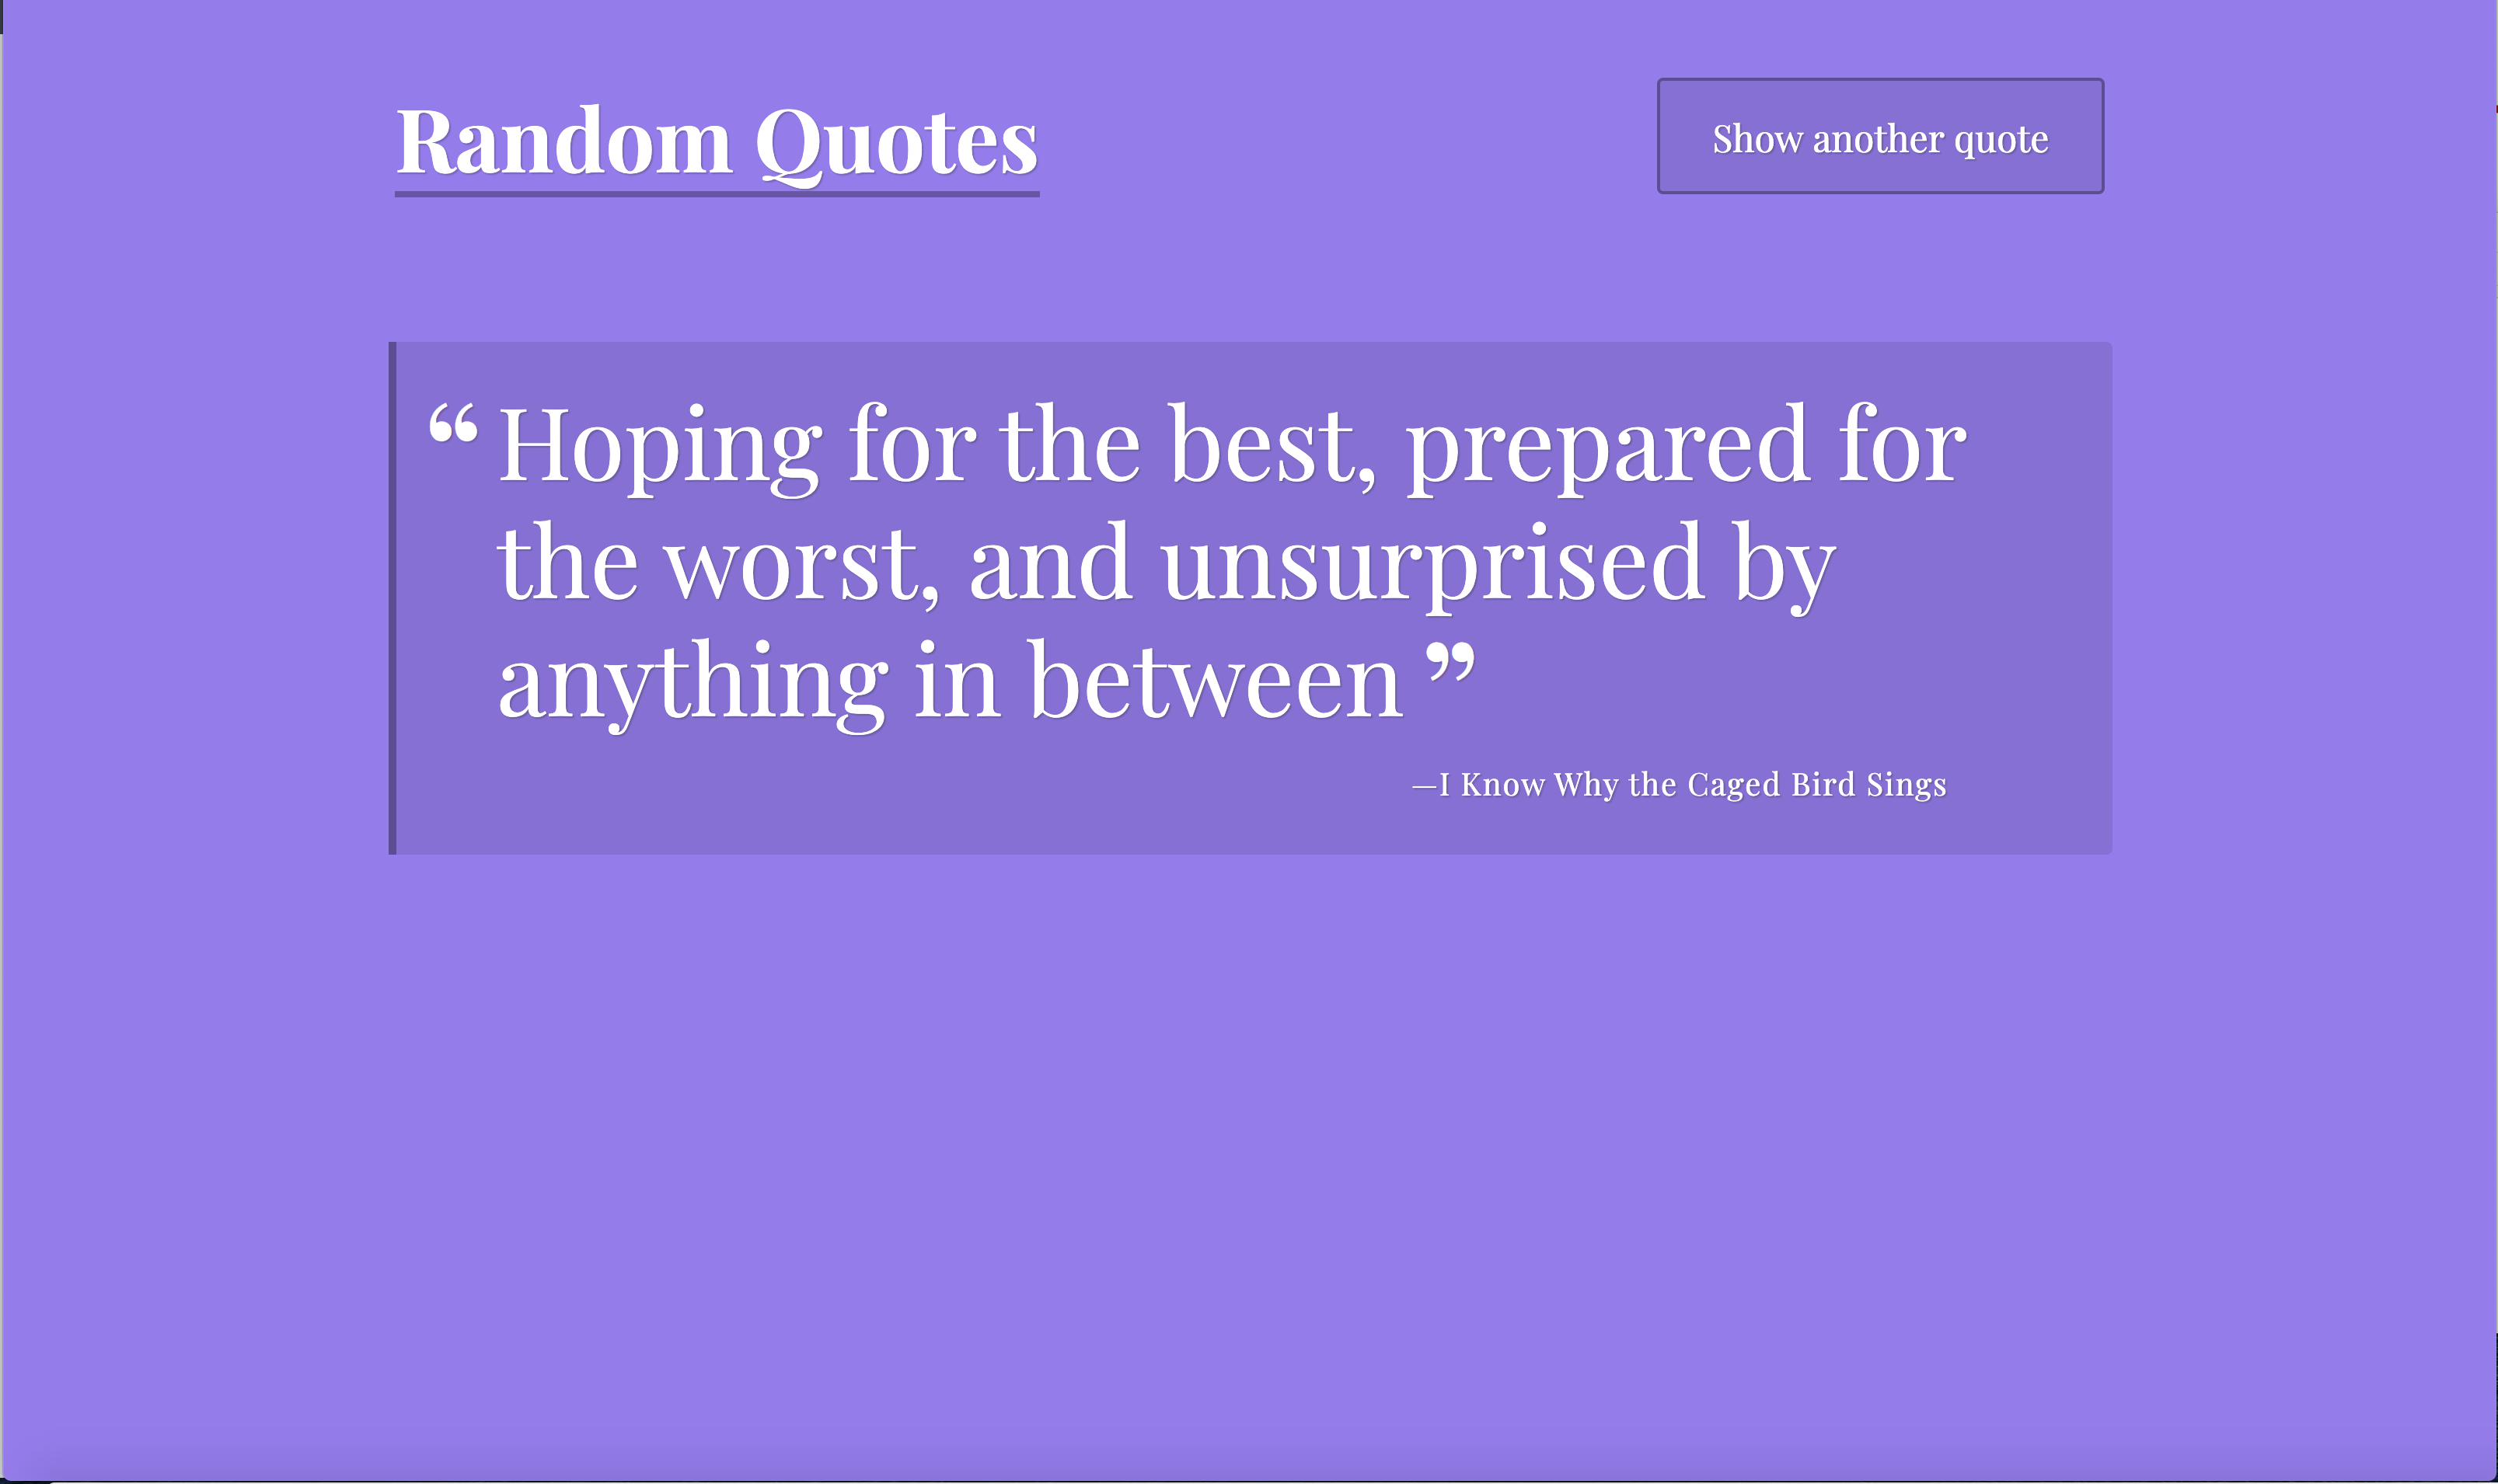 Random Quotes
Show another quote
“Hoping for the best, prepared for
the worst, and unsurprised by
anything in between”
—I Know Why the Caged Bird Sings